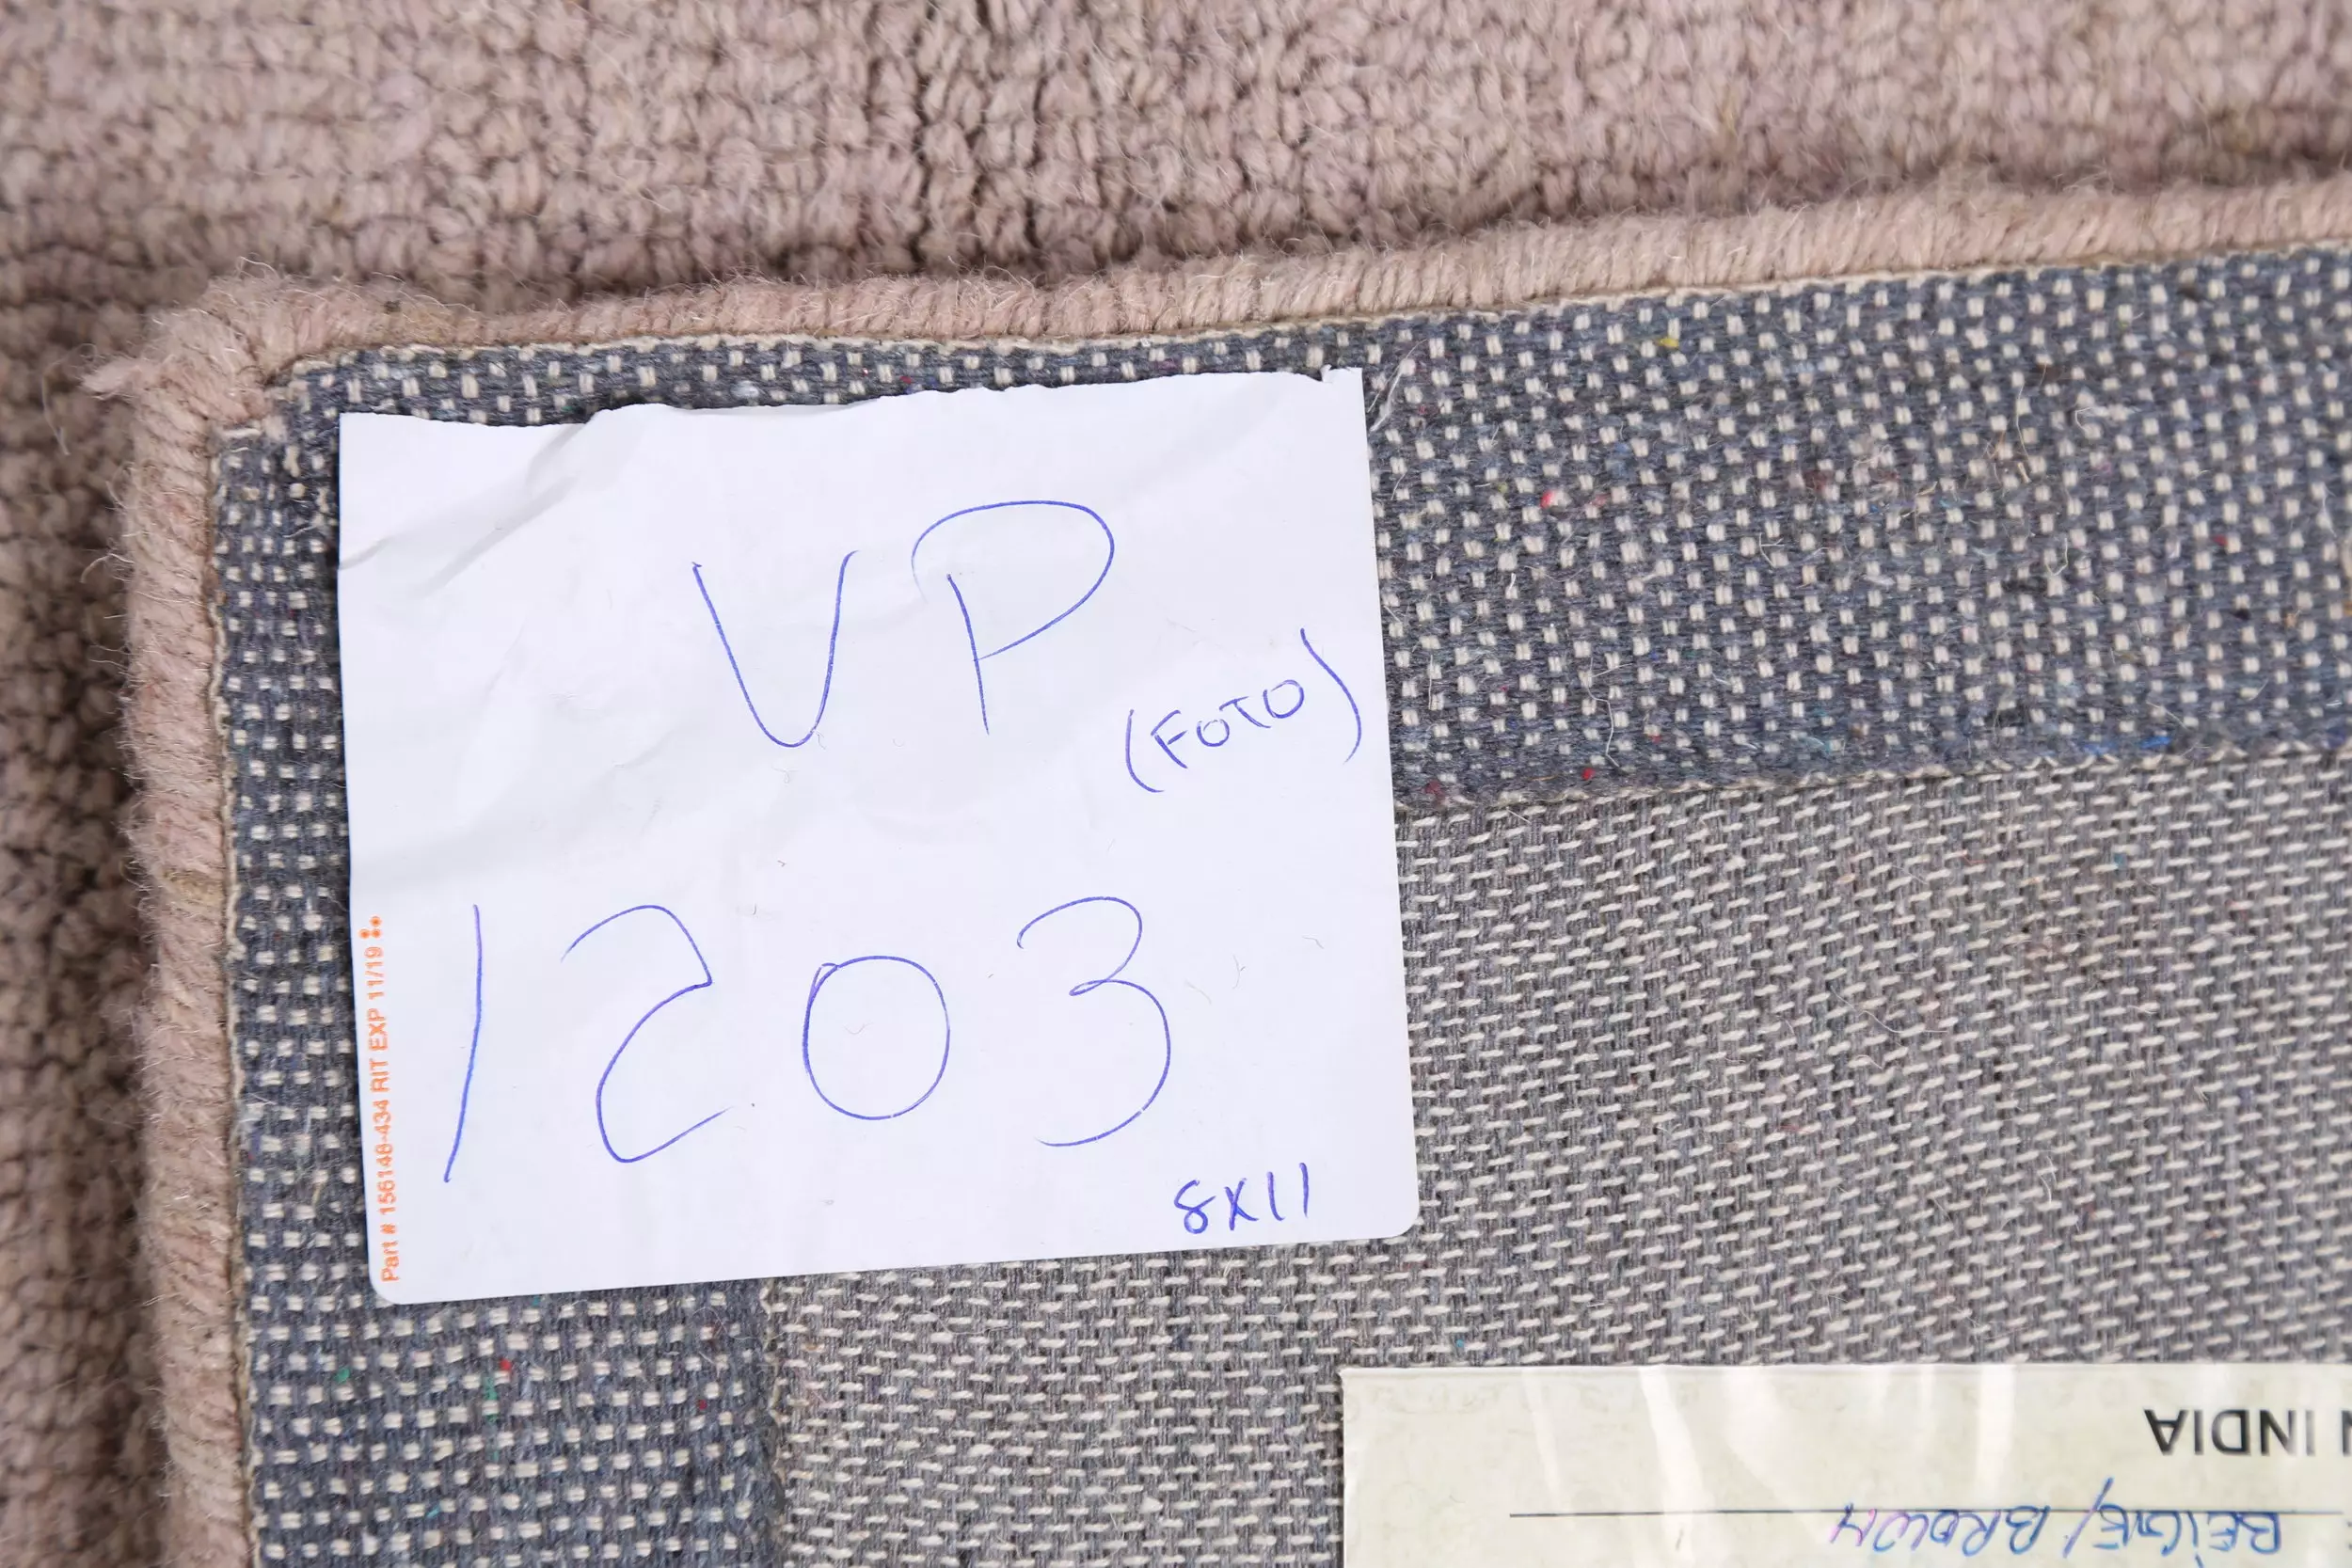 VP
(FOTO)
1203
8X11
Part # 156148-434 RIT EXP 11/19
N INDIA
BEIGE/BROWN